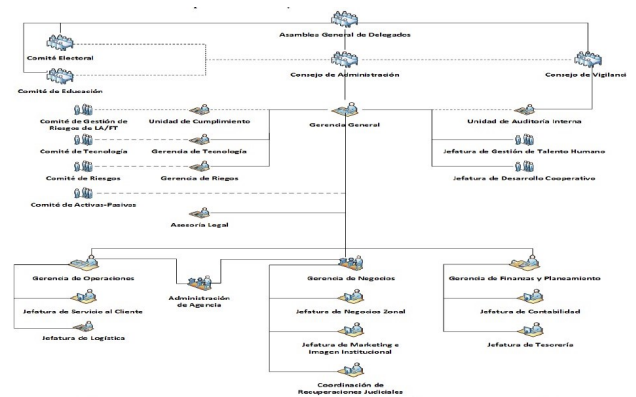 Asamblea General de Delegados
Comité Electoral
Consejo de Administración
Consejo de Vigilanci
Comité de Educación
Comité de Gestión de
Riesgos de LA/FT
Unidad de Cumplimiento
Gerencia General
Unidad de Auditoría Interna
Comité de Tecnología
Gerencia de Tecnología
Jefatura de Gestión de Talento Humano
Comité de Riesgos
Gerencia de Riegos
Jefatura de Desarrollo Cooperativo
Comité de Activas-Pasivas
Asesoría Legal
Gerencia de Operaciones
Administración
de Agencia
Gerencia de Negocios
Gerencia de Finanzas y Planeamiento
Jefatura de Servicio al Cliente
Jefatura de Negocios Zonal
Jefatura de Contabilidad
Jefatura de Logística
Jefatura de Marketing e
Imagen Institucional
Jefatura de Tesorería
Coordinación de
Recuperaciones Judiciales